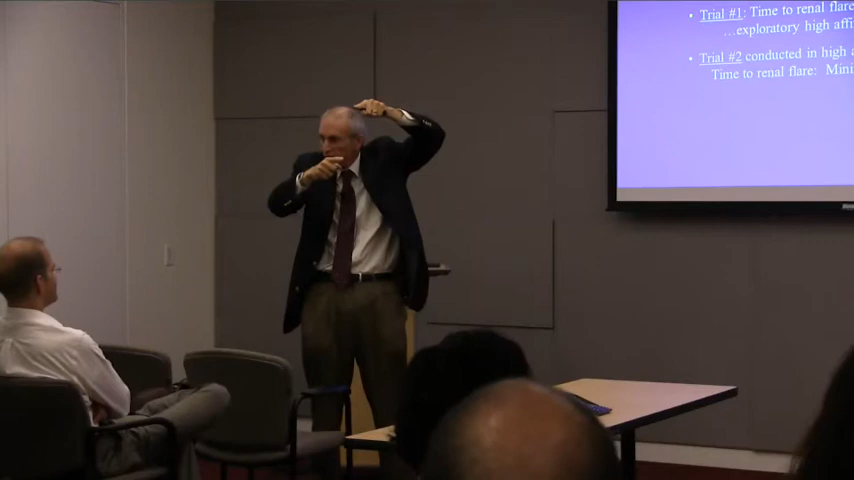 • Trial #1: Time to renal flare
…exploratory high affi
• Trial #2 conducted in high a
Time to renal flare: Mini